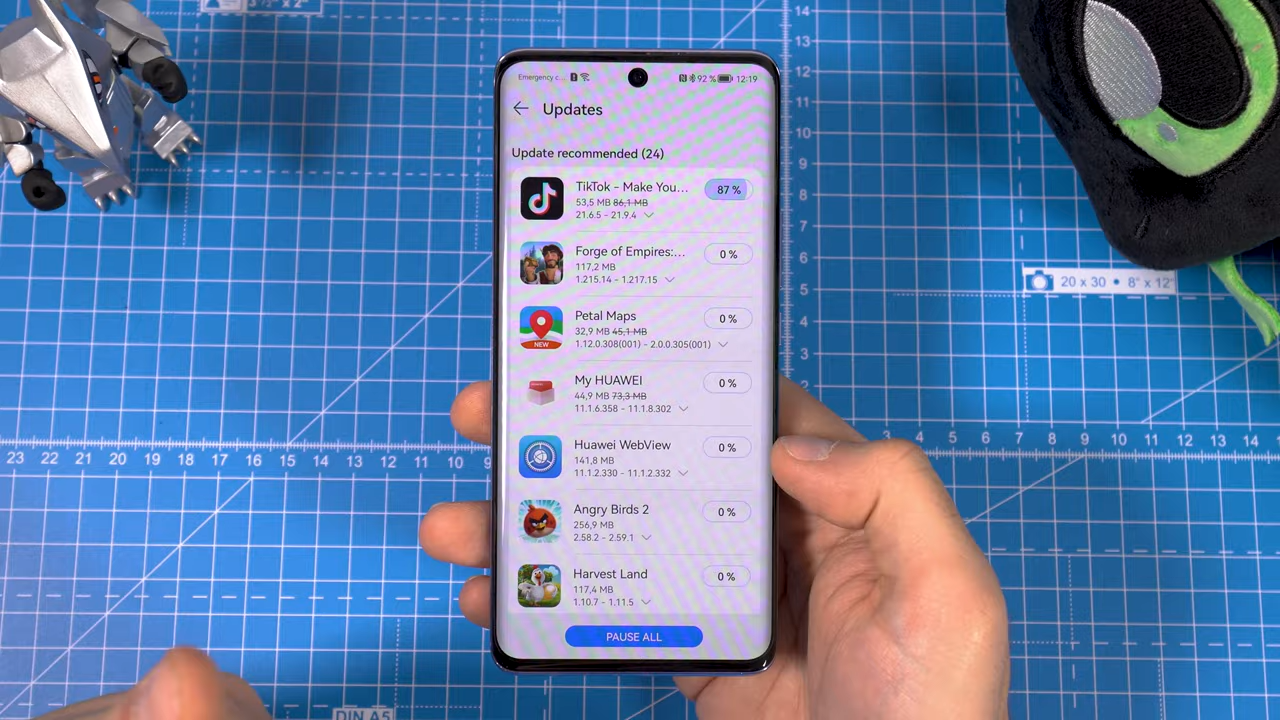 3 ½" x 2"
Emergency c...
92 %
12:19
Updates
Update recommended (24)
TikTok - Make You...
53,5 MB 86,1 MB
21.6.5 - 21.9.4
87 %
Forge of Empires:...
117,2 MB
1.215.14 - 1.217.15
0 %
Petal Maps
32,9 MB 45,1 MB
1.12.0.308(001) - 2.0.0.305(001)
0 %
NEW
My HUAWEI
44,9 MB 73,3 MB
11.1.6.358 - 11.1.8.302
0 %
Huawei WebView
141,8 MB
11.1.2.330 - 11.1.2.332
0 %
Angry Birds 2
256,9 MB
2.58.2 - 2.59.1
0 %
Harvest Land
117,4 MB
1.10.7 - 1.11.5
0 %
PAUSE ALL
14
13
12
11
10
9
8
7
6
5
4
3
2
20 x 30 • 8" x 12"
23 22 21 20 19 18 17 16 15 14 13 12 11 10 9
3 4 5 6 7 8 9 10 11 12 13 14
DIN A5